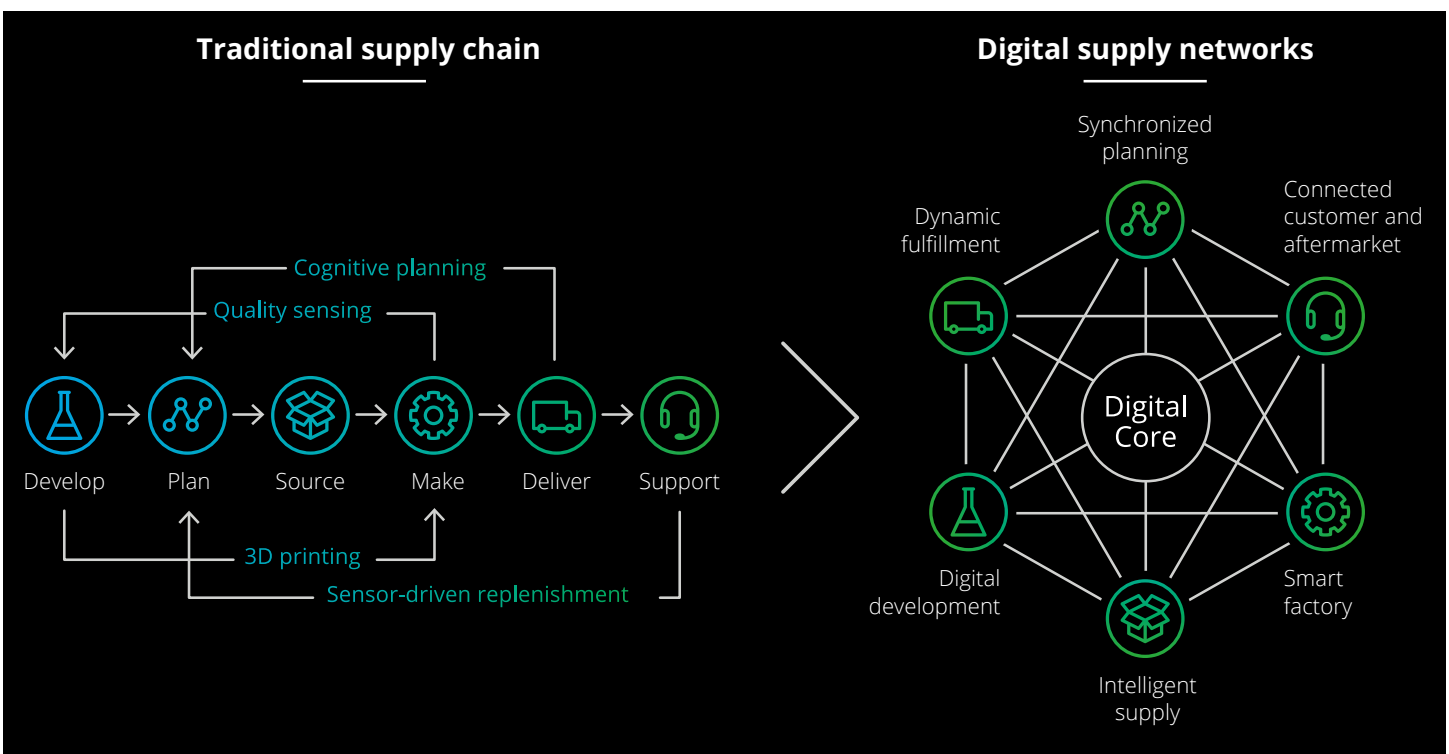 Traditional supply chain
Cognitive planning
Quality sensing
Develop
Plan
Source
Make
Deliver
Support
3D printing
Sensor-driven replenishment
Digital supply networks
Synchronized
planning
Connected
customer and
aftermarket
Dynamic
fulfillment
Digital
Core
Digital
development
Smart
factory
Intelligent
supply